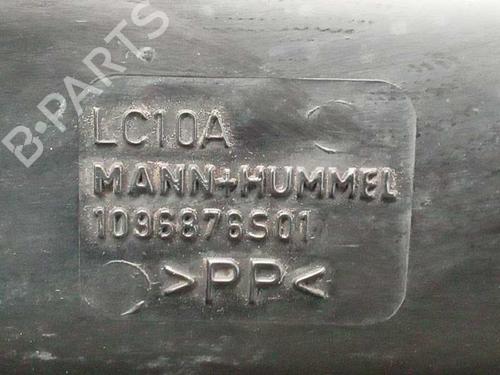 B-PARTS
LC10A
MANN+HUMMEL
1096876S01
>PP<